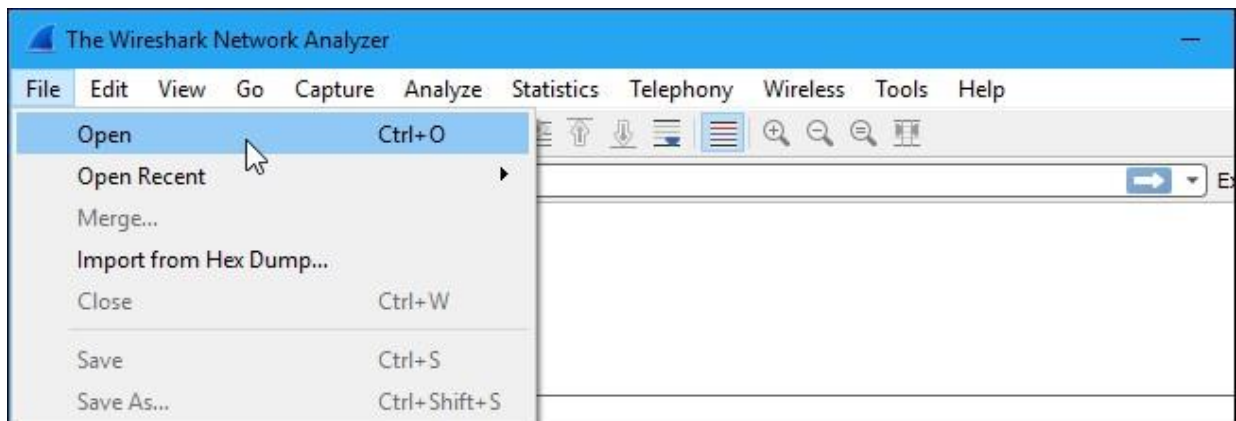 The Wireshark Network Analyzer
File Edit View Go Capture Analyze Statistics Telephony Wireless Tools Help
Open Ctrl+O
Open Recent
Merge...
Import from Hex Dump...
Close Ctrl+W
Save Ctrl+S
Save As... Ctrl+Shift+S